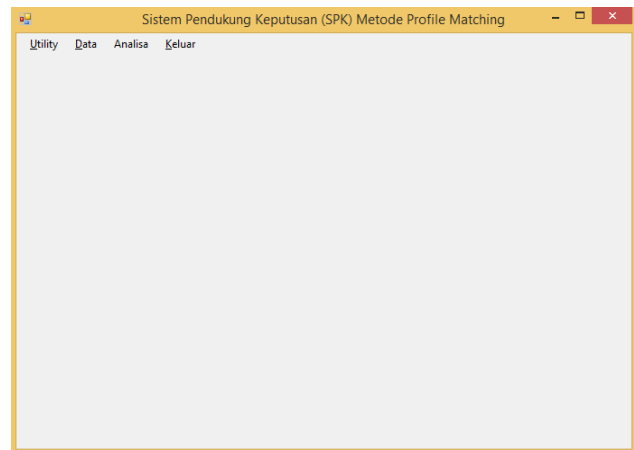 Sistem Pendukung Keputusan (SPK) Metode Profile Matching
Utility Data Analisa Keluar